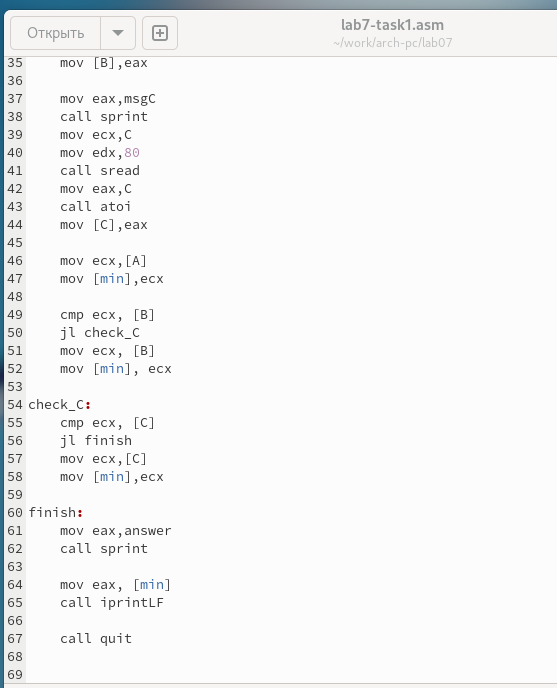 Открыть
lab7-task1.asm
~/work/arch-pc/lab07
35 mov [B],eax
36
37 mov eax,msgC
38 call sprint
39 mov ecx,C
40 mov edx,80
41 call sread
42 mov eax,C
43 call atoi
44 mov [C],eax
45
46 mov ecx,[A]
47 mov [min],ecx
48
49 cmp ecx, [B]
50 jl check_C
51 mov ecx, [B]
52 mov [min], ecx
53
54 check_C:
55 cmp ecx, [C]
56 jl finish
57 mov ecx,[C]
58 mov [min],ecx
59
60 finish:
61 mov eax,answer
62 call sprint
63
64 mov eax, [min]
65 call iprintLF
66
67 call quit
68
69